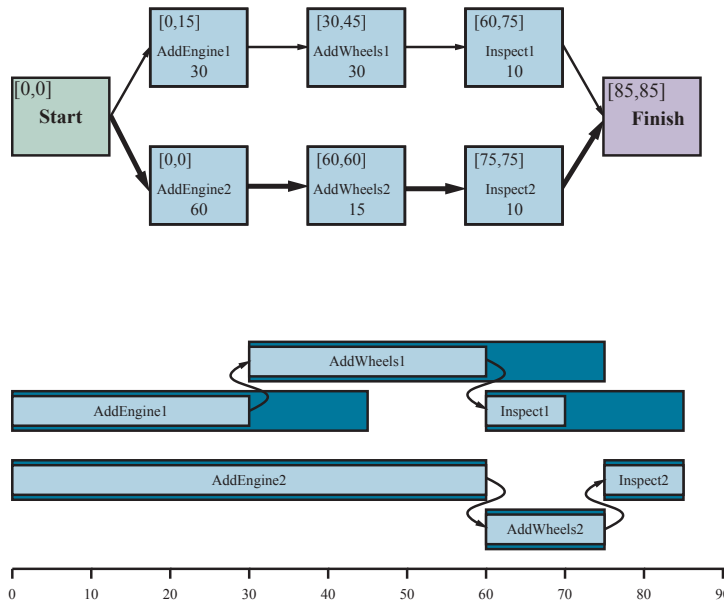 [0,15]
AddEngine1
30
[30,45]
AddWheels1
30
[60,75]
Inspect1
10
[0,0]
Start
[85,85]
Finish
[0,0]
AddEngine2
60
[60,60]
AddWheels2
15
[75,75]
Inspect2
10
AddWheels1
AddEngine1
Inspect1
AddEngine2
Inspect2
AddWheels2
0 10 20 30 40 50 60 70 80 90